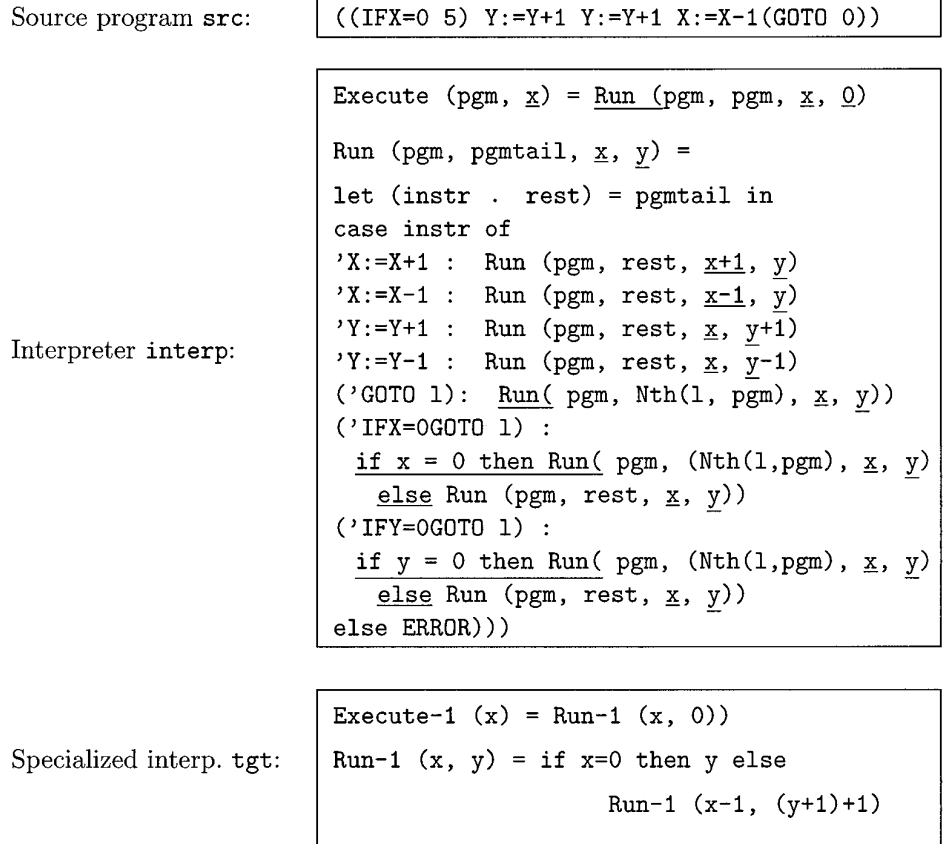 Source program src: ((IFX=0 5) Y:=Y+1 Y:=Y+1 X:=X-1(GOTO 0))
Execute (pgm, x) = Run (pgm, pgm, x, 0)
Run (pgm, pgmtail, x, y) =
let (instr . rest) = pgmtail in
case instr of
'X:=X+1 : Run (pgm, rest, x+1, y)
'X:=X-1 : Run (pgm, rest, x-1, y)
Interpreter interp:
'Y:=Y+1 : Run (pgm, rest, x, y+1)
'Y:=Y-1 : Run (pgm, rest, x, y-1)
('GOTO l): Run( pgm, Nth(l, pgm), x, y))
('IFX=0GOTO l) :
if x = 0 then Run( pgm, (Nth(l,pgm), x, y)
else Run (pgm, rest, x, y))
('IFY=0GOTO l) :
if y = 0 then Run( pgm, (Nth(l,pgm), x, y)
else Run (pgm, rest, x, y))
else ERROR)))
Execute-1 (x) = Run-1 (x, 0))
Specialized interp. tgt: Run-1 (x, y) = if x=0 then y else
Run-1 (x-1, (y+1)+1)